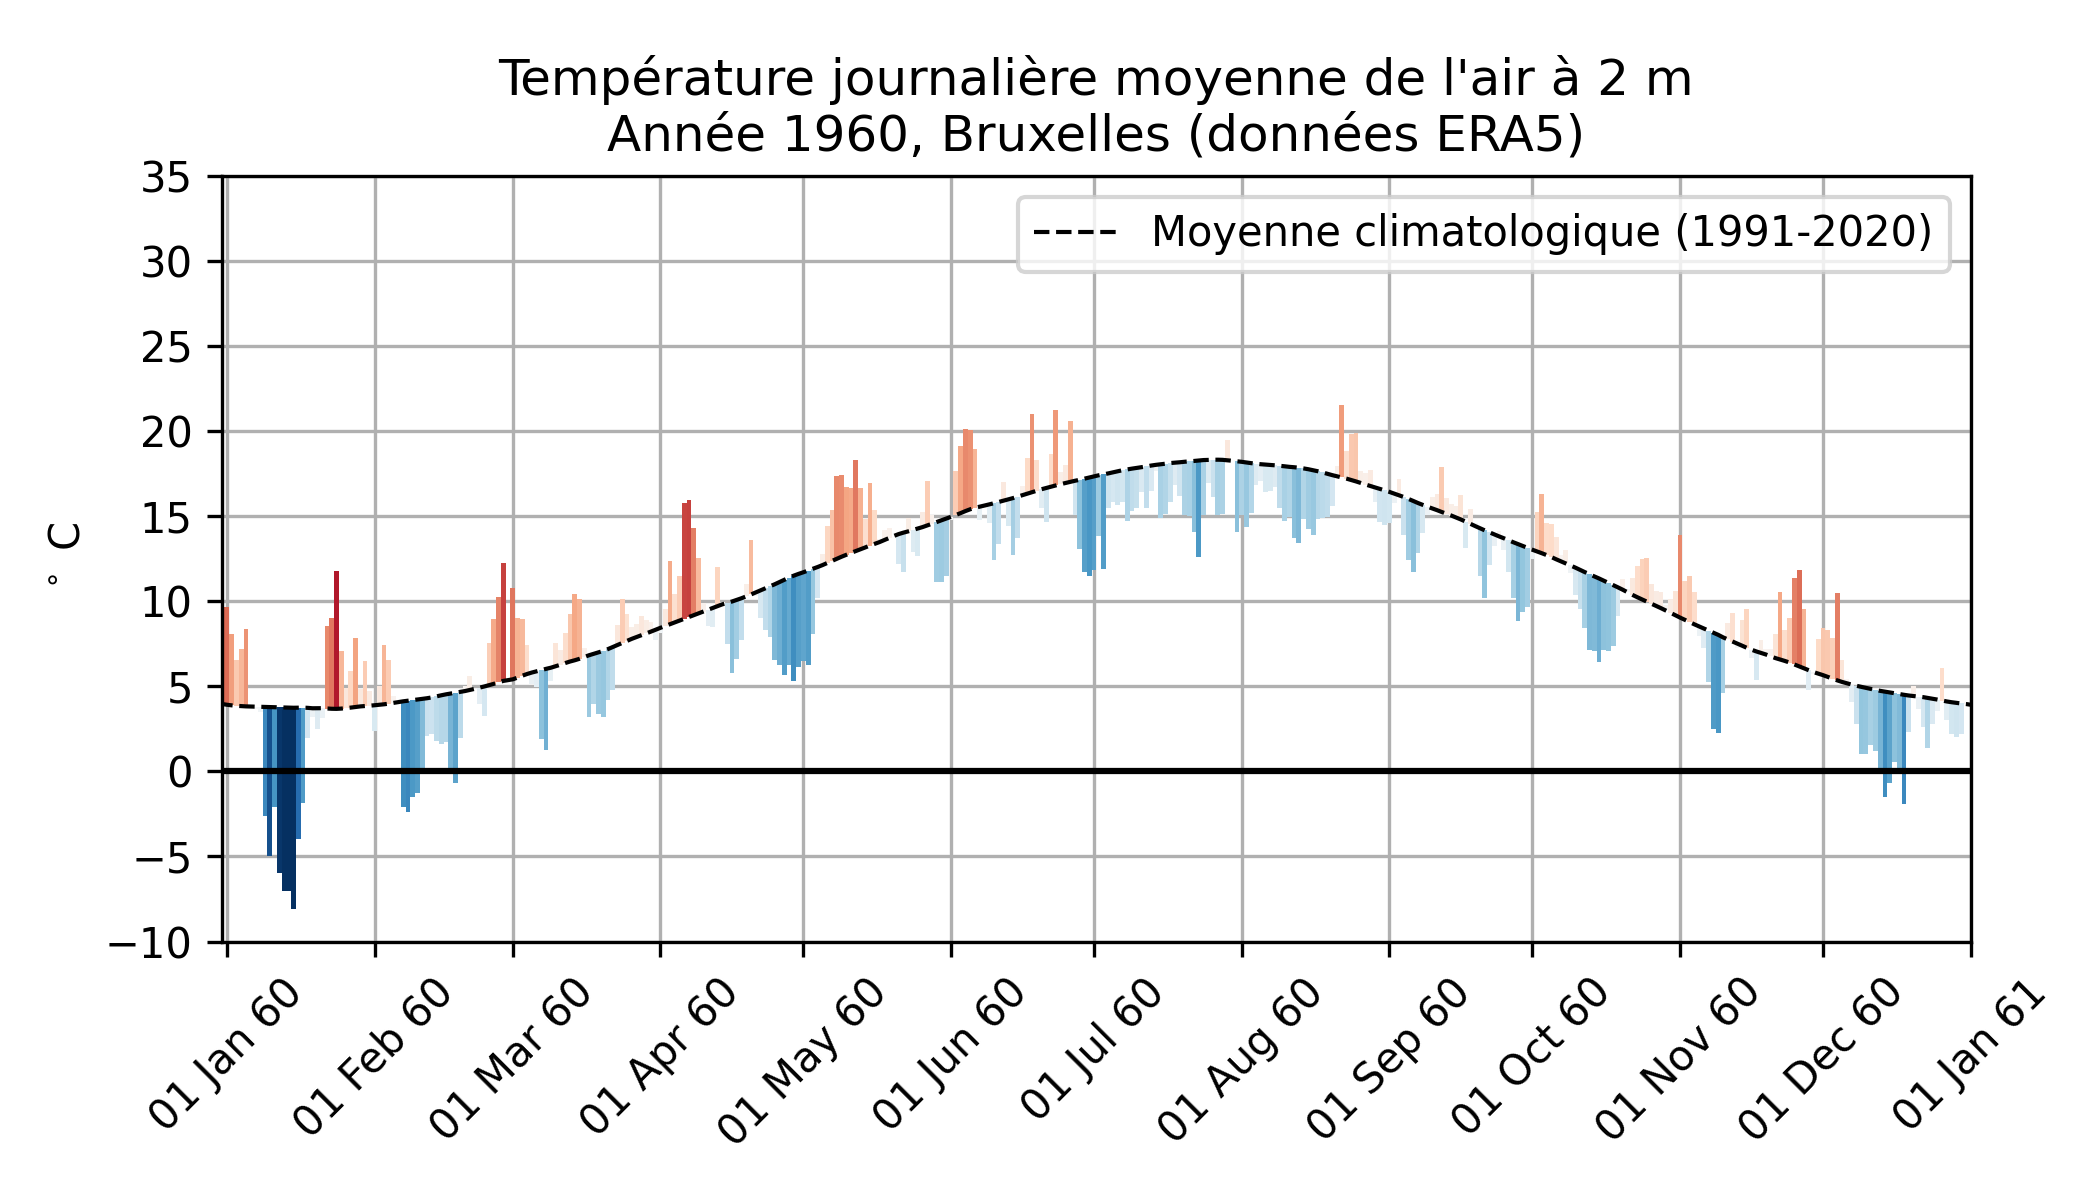 Température journalière moyenne de l'air à 2 m
Année 1960, Bruxelles (données ERA5)
Moyenne climatologique (1991-2020)
° C
35
30
25
20
15
10
5
0
−5
−10
01 Jan 60
01 Feb 60
01 Mar 60
01 Apr 60
01 May 60
01 Jun 60
01 Jul 60
01 Aug 60
01 Sep 60
01 Oct 60
01 Nov 60
01 Dec 60
01 Jan 61